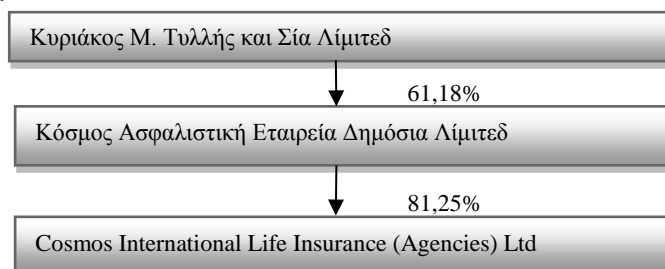 Κυριάκος Μ. Τυλλής και Σία Λίμιτεδ
61,18%
Κόσμος Ασφαλιστική Εταιρεία Δημόσια Λίμιτεδ
81,25%
Cosmos International Life Insurance (Agencies) Ltd